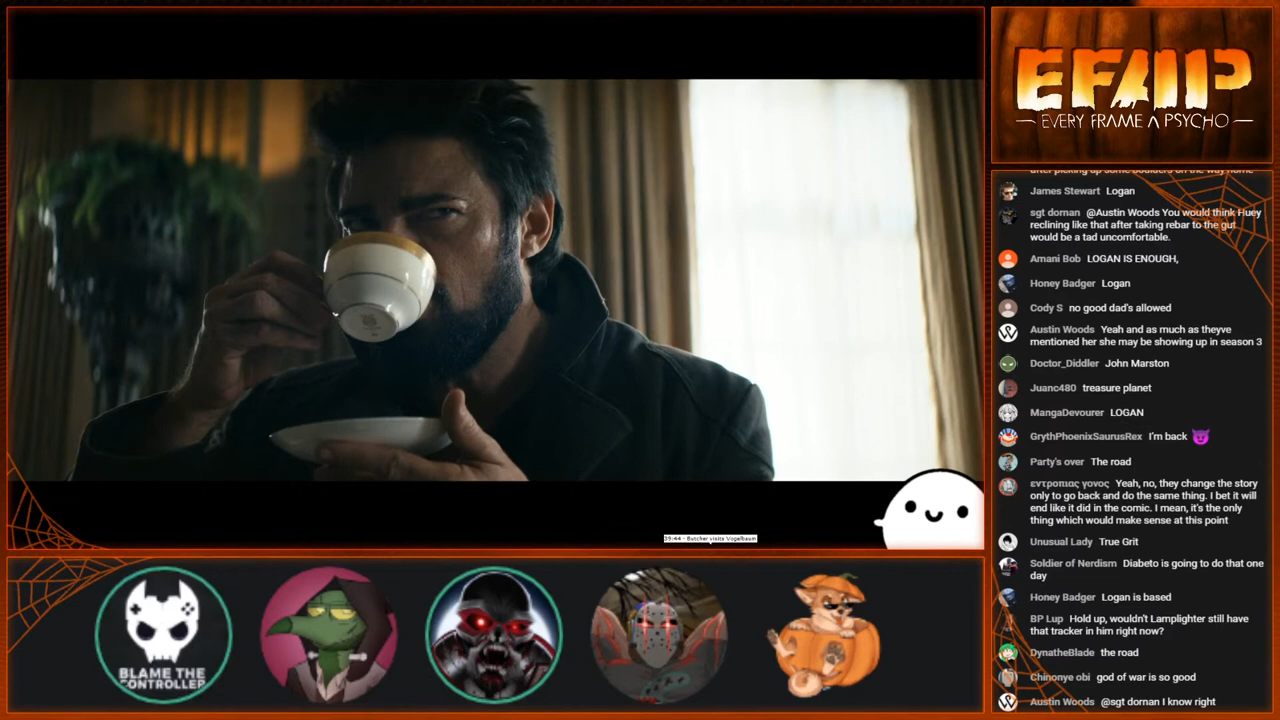 EFAP
EVERY FRAME A PSYCHO
James Stewart Logan
sgt dornan @Austin Woods You would think Huey
reclining like that after taking rebar to the gut
would be a tad uncomfortable.
Amani Bob LOGAN IS ENOUGH,
Honey Badger Logan
Cody S no good dad's allowed
Austin Woods Yeah and as much as theyve
mentioned her she may be showing up in season 3
Doctor_Diddler John Marston
Juanc480 treasure planet
MangaDevourer LOGAN
GrythPhoenixSaurusRex I'm back
Party's over The road
εντροπιας γονος Yeah, no, they change the story
only to go back and do the same thing. I bet it will
end like it did in the comic. I mean, it's the only
thing which would make sense at this point
Unusual Lady True Grit
Soldier of Nerdism Diabeto is going to do that one
day
Honey Badger Logan is based
BP Lup Hold up, wouldn't Lamplighter still have
that tracker in him right now?
DynatheBlade the road
Chinonye obi god of war is so good
Austin Woods @sgt dornan I know right
39:44 - Butcher visits Vogelbaum
BLAME THE
CONTROLLER